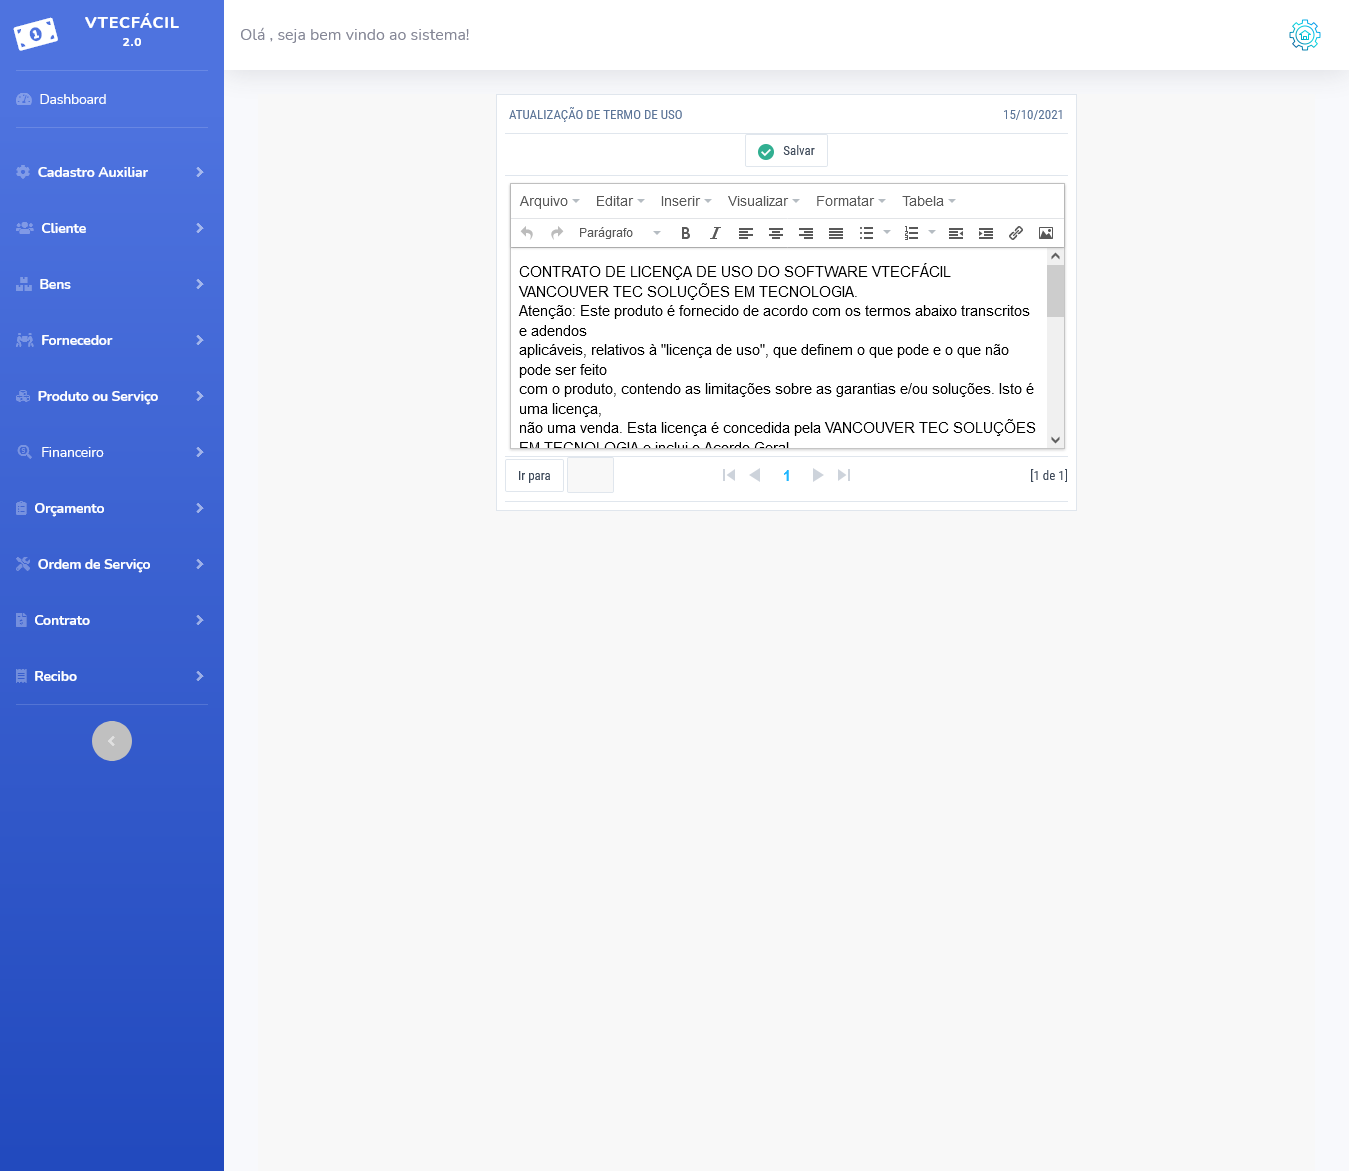 VTECFÁCIL
2.0
Olá , seja bem vindo ao sistema!
Dashboard
Cadastro Auxiliar
Cliente
Bens
Fornecedor
Produto ou Serviço
Financeiro
Orçamento
Ordem de Serviço
Contrato
Recibo
ATUALIZAÇÃO DE TERMO DE USO 15/10/2021
Salvar
Arquivo Editar Inserir Visualizar Formatar Tabela
Parágrafo
CONTRATO DE LICENÇA DE USO DO SOFTWARE VTECFÁCIL
VANCOUVER TEC SOLUÇÕES EM TECNOLOGIA.
Atenção: Este produto é fornecido de acordo com os termos abaixo transcritos
e adendos
aplicáveis, relativos à "licença de uso", que definem o que pode e o que não
pode ser feito
com o produto, contendo as limitações sobre as garantias e/ou soluções. Isto é
uma licença,
não uma venda. Esta licença é concedida pela VANCOUVER TEC SOLUÇÕES
EM TECNOLOGIA e inclui o Acordo Geral
Ir para 1 [1 de 1]